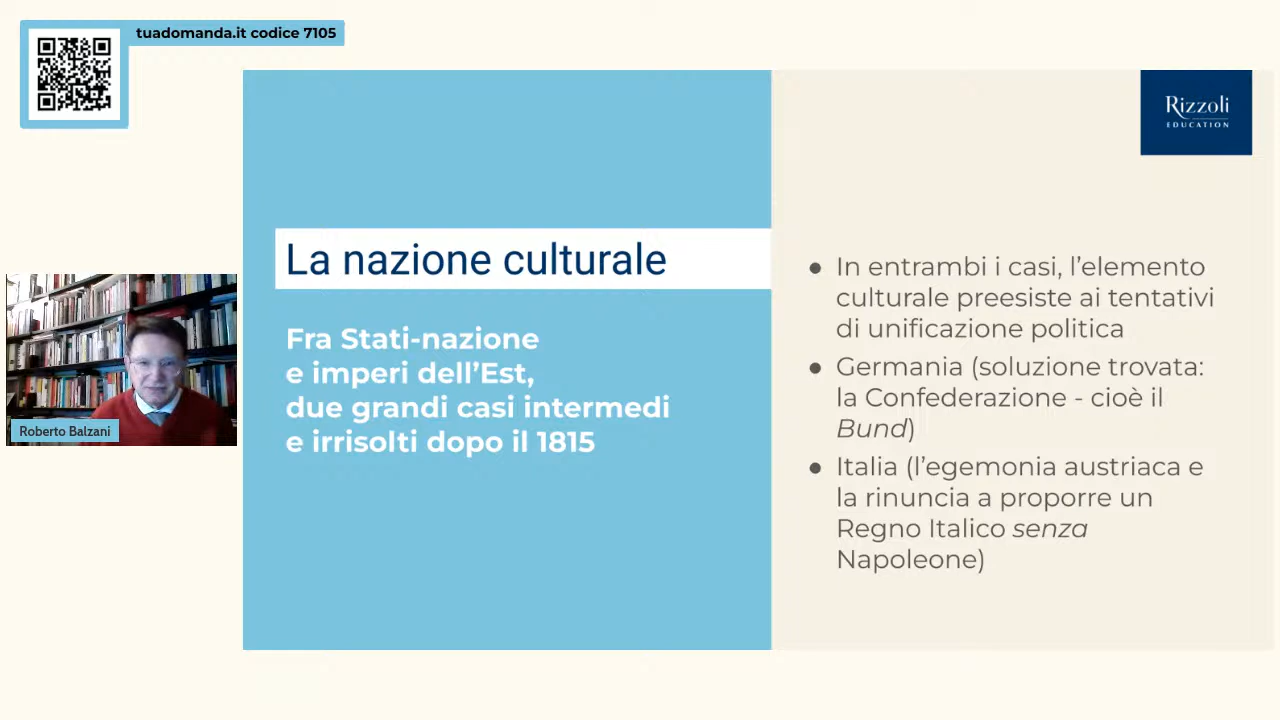 tuadomanda.it codice 7105
Rizzoli
EDUCATION
La nazione culturale
Fra Stati-nazione
e imperi dell’Est,
due grandi casi intermedi
e irrisolti dopo il 1815
● In entrambi i casi, l’elemento
culturale preesiste ai tentativi
di unificazione politica
● Germania (soluzione trovata:
la Confederazione - cioè il
Bund)
● Italia (l’egemonia austriaca e
la rinuncia a proporre un
Regno Italico senza
Napoleone)
Roberto Balzani